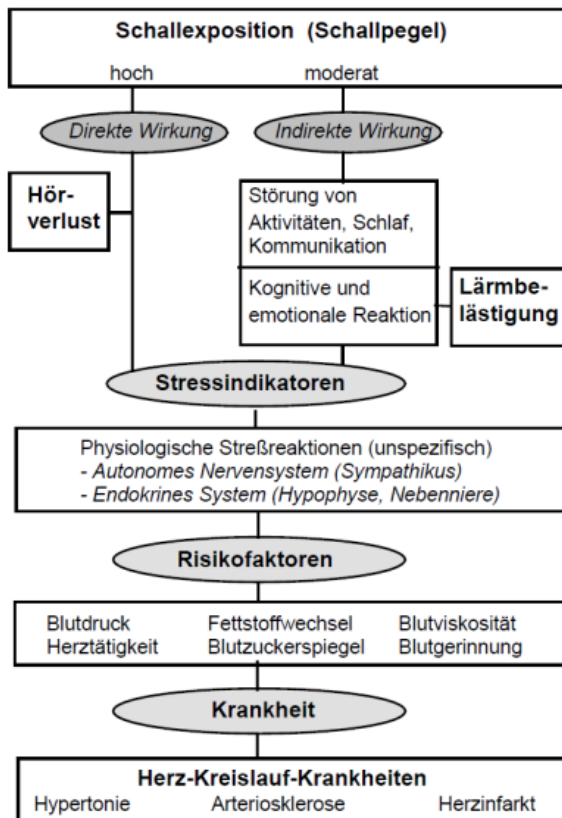 Schallexposition (Schallpegel)
hoch moderat
Direkte Wirkung Indirekte Wirkung
Hör-
verlust
Störung von
Aktivitäten, Schlaf,
Kommunikation
Kognitive und
emotionale Reaktion
Lärmbe-
lästigung
Stressindikatoren
Physiologische Streßreaktionen (unspezifisch)
- Autonomes Nervensystem (Sympathikus)
- Endokrines System (Hypophyse, Nebenniere)
Risikofaktoren
Blutdruck Fettstoffwechsel Blutviskosität
Herztätigkeit Blutzuckerspiegel Blutgerinnung
Krankheit
Herz-Kreislauf-Krankheiten
Hypertonie Arteriosklerose Herzinfarkt